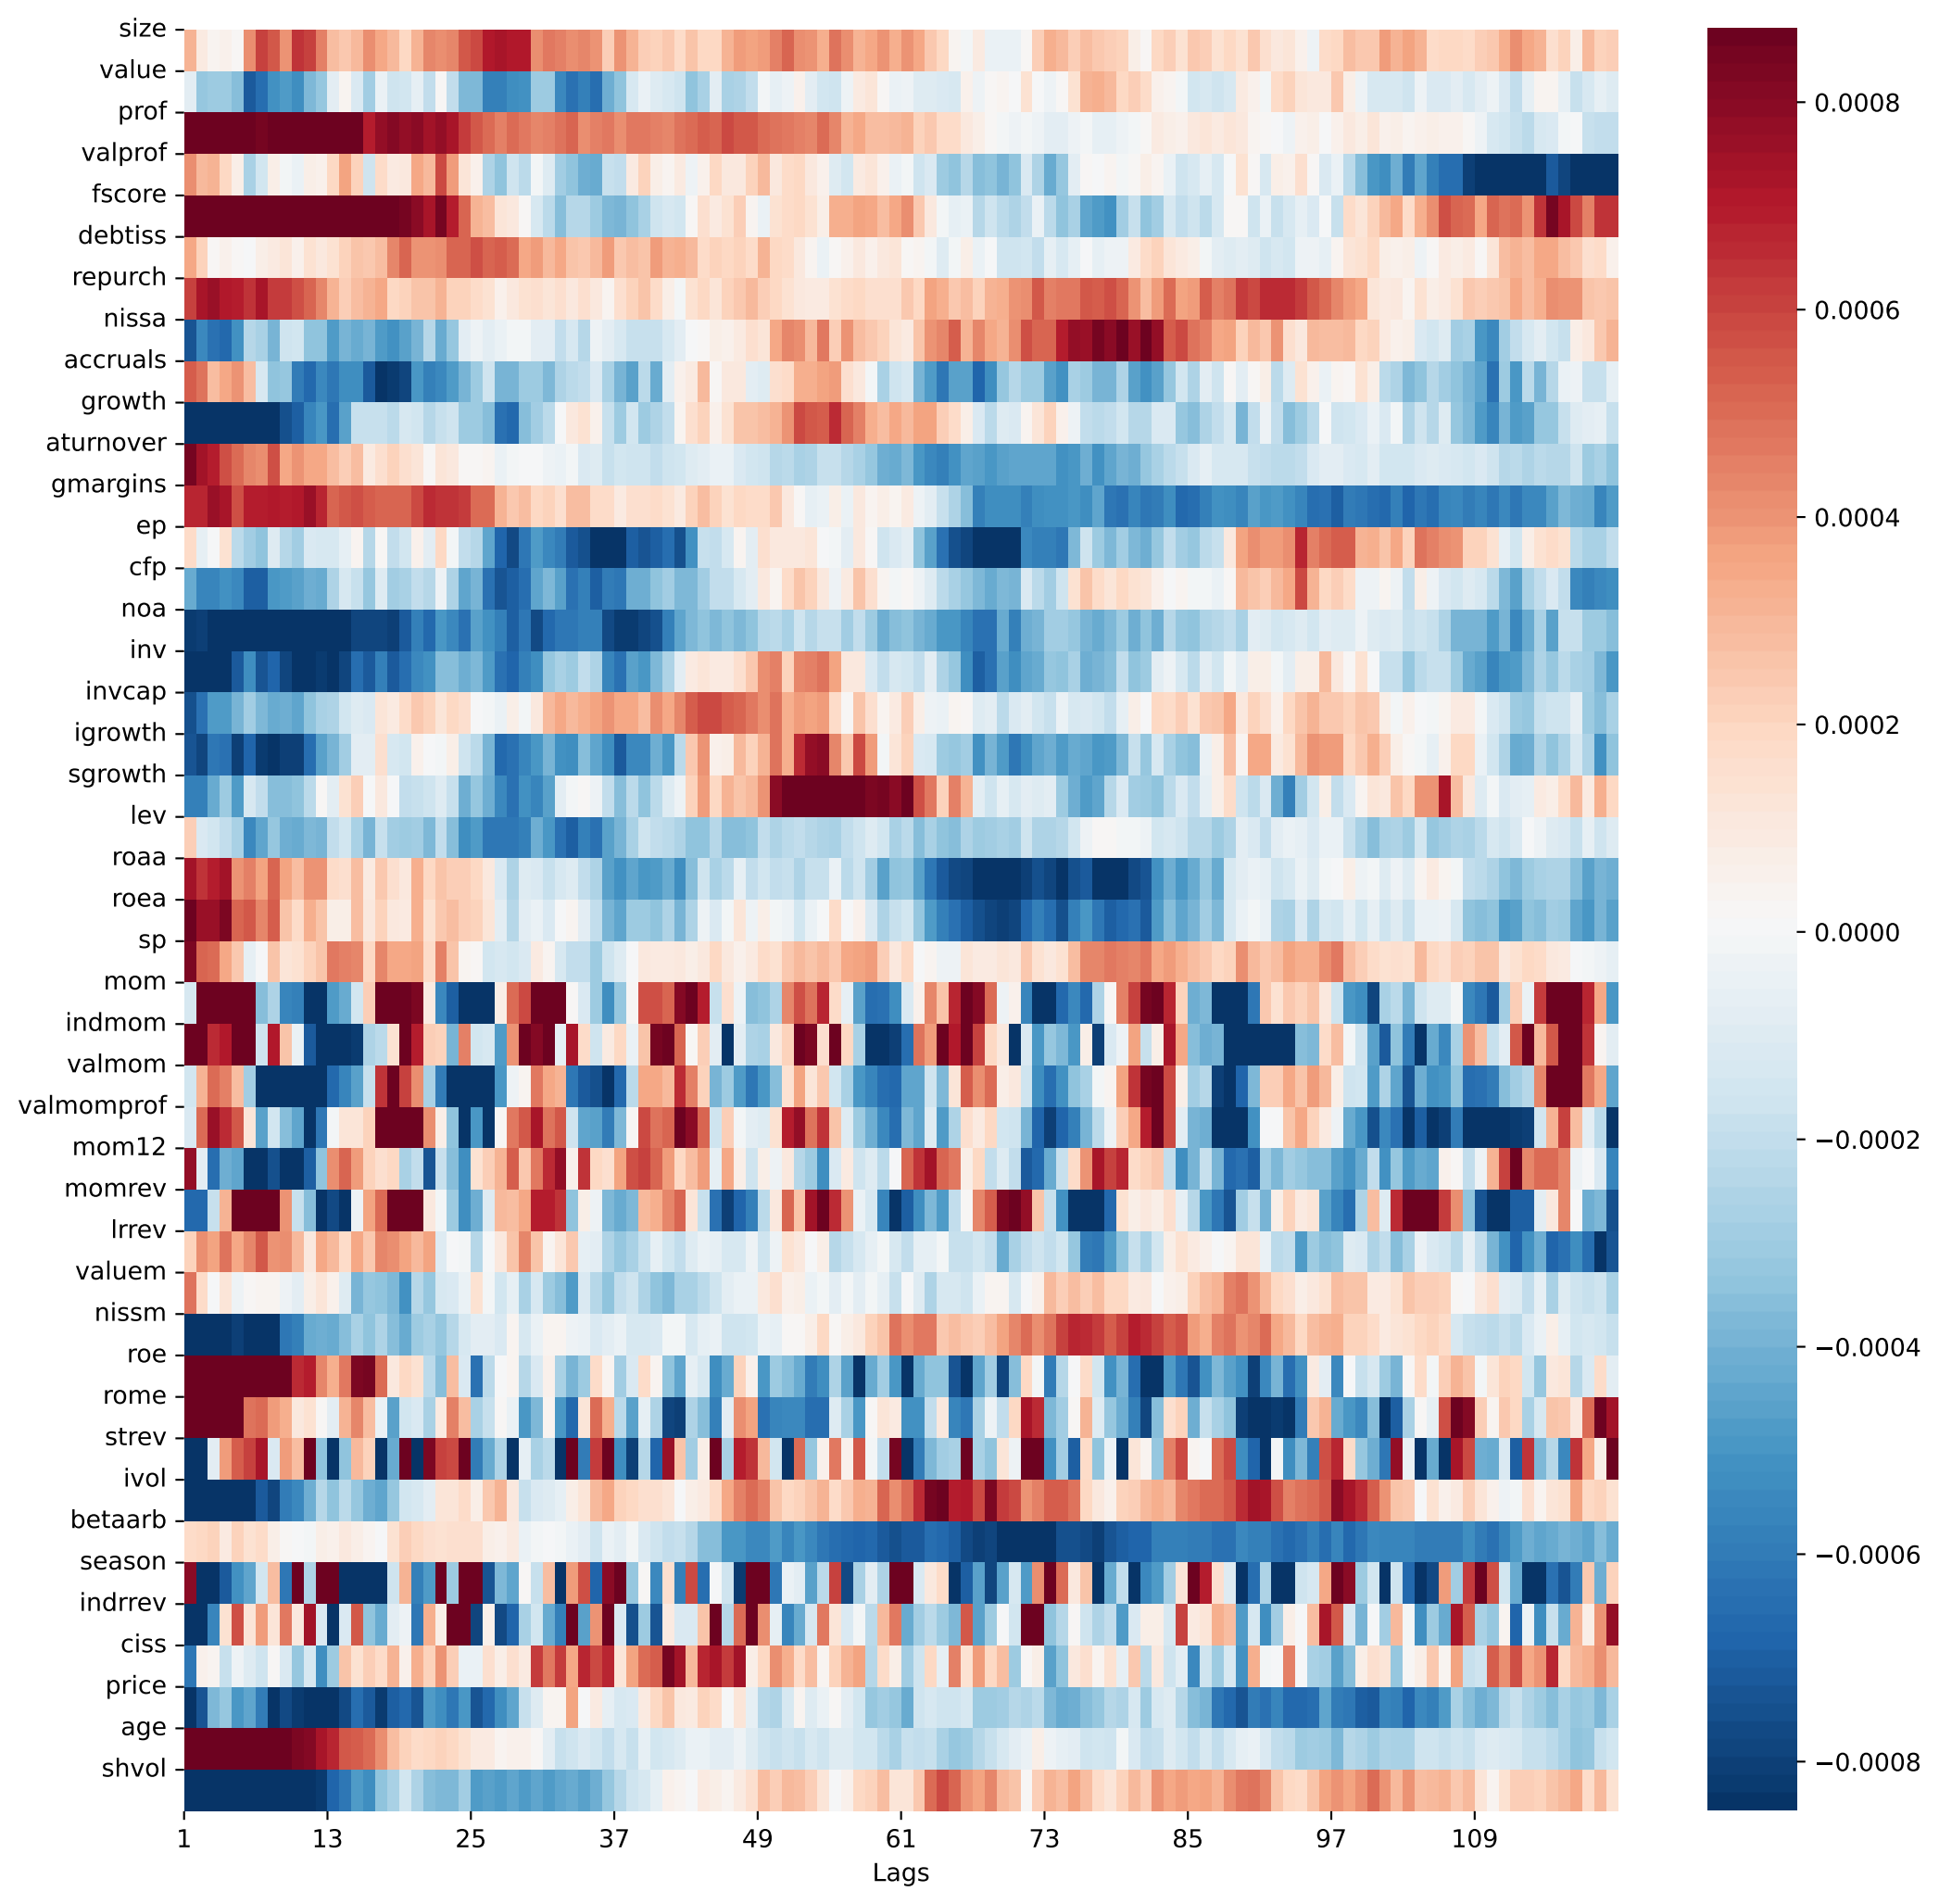 size
value
prof
valprof
fscore
debtiss
repurch
nissa
accruals
growth
aturnover
gmargins
ep
cfp
noa
inv
invcap
igrowth
sgrowth
lev
roaa
roea
sp
mom
indmom
valmom
valmomprof
mom12
momrev
lrrev
valuem
nissm
roe
rome
strev
ivol
betaarb
season
indrrev
ciss
price
age
shvol
1 13 25 37 49 61 73 85 97 109
Lags
0.0008
0.0006
0.0004
0.0002
0.0000
−0.0002
−0.0004
−0.0006
−0.0008